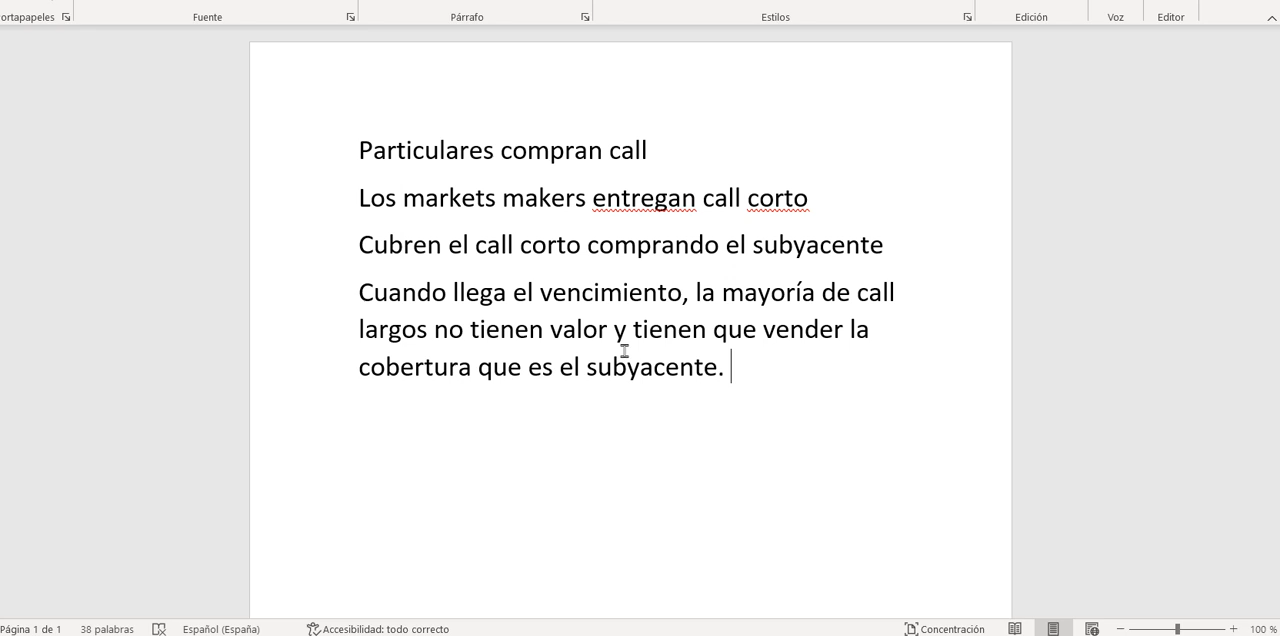 ortapapeles Fuente Párrafo Estilos Edición Voz Editor
Particulares compran call
Los markets makers entregan call corto
Cubren el call corto comprando el subyacente
Cuando llega el vencimiento, la mayoría de call
largos no tienen valor y tienen que vender la
cobertura que es el subyacente.
Página 1 de 1 38 palabras Español (España) Accesibilidad: todo correcto Concentración 100 %